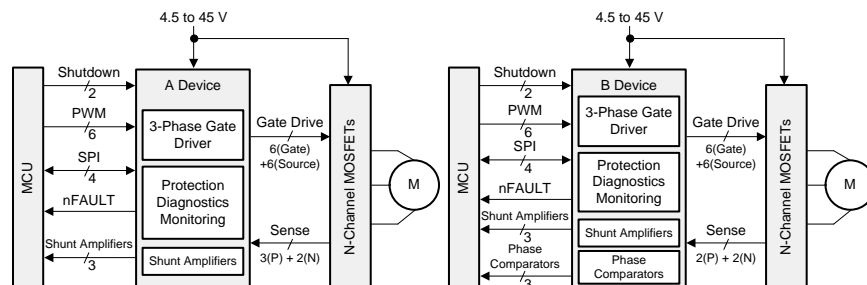 4.5 to 45 V
MCU
Shutdown
2
PWM
6
SPI
4
nFAULT
Shunt Amplifiers
3
A Device
3-Phase Gate
Driver
Protection
Diagnostics
Monitoring
Shunt Amplifiers
Gate Drive
6(Gate)
+6(Source)
Sense
3(P) + 2(N)
N-Channel MOSFETs
M
4.5 to 45 V
MCU
Shutdown
2
PWM
6
SPI
4
nFAULT
Shunt Amplifiers
3
Phase
Comparators
3
B Device
3-Phase Gate
Driver
Protection
Diagnostics
Monitoring
Shunt Amplifiers
Phase
Comparators
Gate Drive
6(Gate)
+6(Source)
Sense
2(P) + 2(N)
N-Channel MOSFETs
M